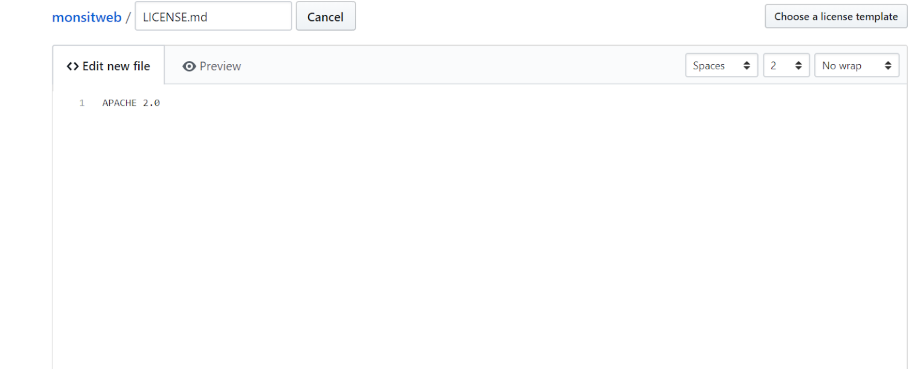 monsitweb / LICENSE.md Cancel Choose a license template
<> Edit new file Preview Spaces 2 No wrap
1 APACHE 2.0